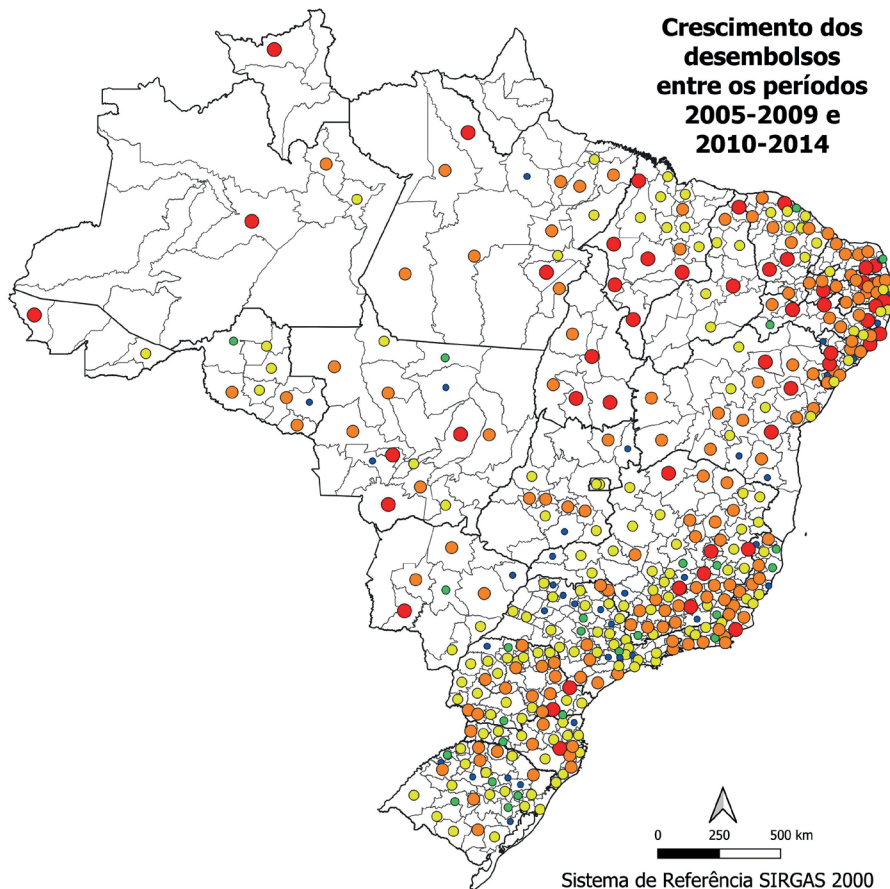 Crescimento dos
desembolsos
entre os períodos
2005-2009 e
2010-2014
0 250 500 km
Sistema de Referência SIRGAS 2000